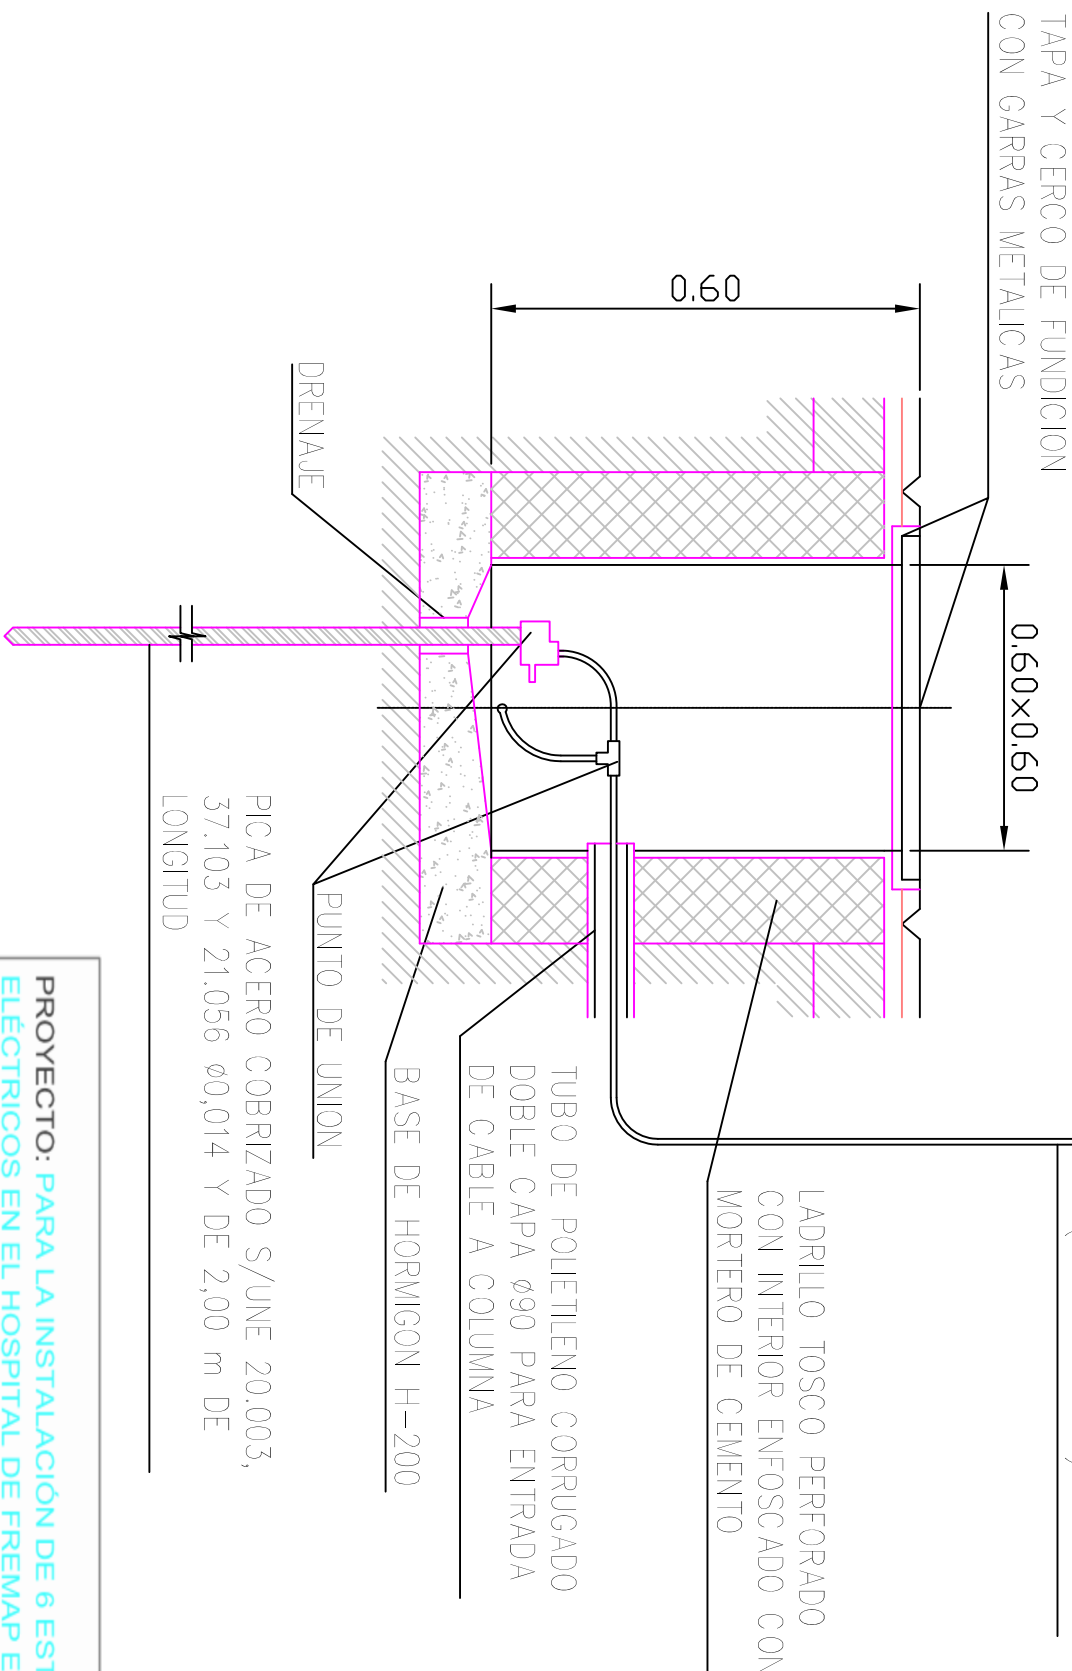 TAPA Y CERCO DE FUNDICION
CON GARRAS METALICAS
0.60
0.60x0.60
DRENAJE
PUNTO DE UNION
LADRILLO TOSCO PERFORADO
CON INTERIOR ENFOSCADO CON
MORTERO DE CEMENTO
TUBO DE POLIETILENO CORRUGADO
DOBLE CAPA Ø90 PARA ENTRADA
DE CABLE A COLUMNA
BASE DE HORMIGON H-200
PICA DE ACERO COBRIZADO S/UNE 20.003,
37.103 Y 21.056 Ø0,014 Y DE 2,00 m DE
LONGITUD
PROYECTO: PARA LA INSTALACIÓN DE 6 EST
ELÉCTRICOS EN EL HOSPITAL DE FREMAP E